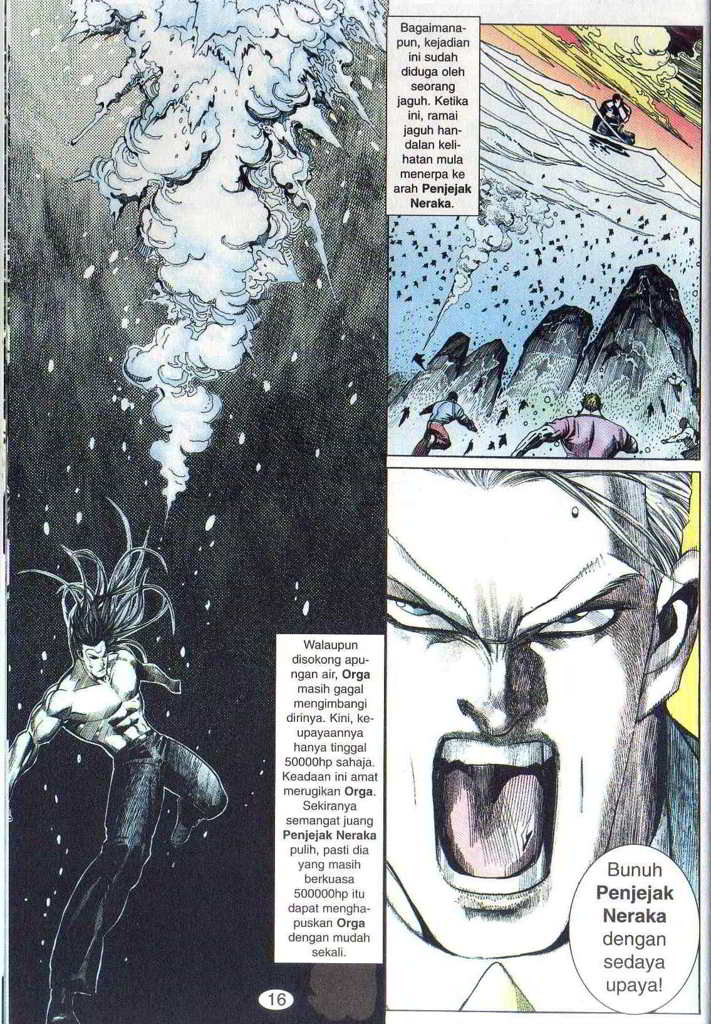 Bagaimana-
pun, kejadian
ini sudah
diduga oleh
seorang
jaguh. Ketika
ini, ramai
jaguh han-
dalan keli-
hatan mula
menerpa ke
arah Penjejak
Neraka.
Walaupun
disokong apu-
ngan air, Orga
masih gagal
mengimbangi
dirinya. Kini, ke-
upayaannya
hanya tinggal
50000hp sahaja.
Keadaan ini amat
merugikan Orga.
Sekiranya
semangat juang
Penjejak Neraka
pulih, pasti dia
yang masih
berkuasa
500000hp itu
dapat mengha-
puskan Orga
dengan mudah
sekali.
Bunuh
Penjejak
Neraka
dengan
sedaya
upaya!
16